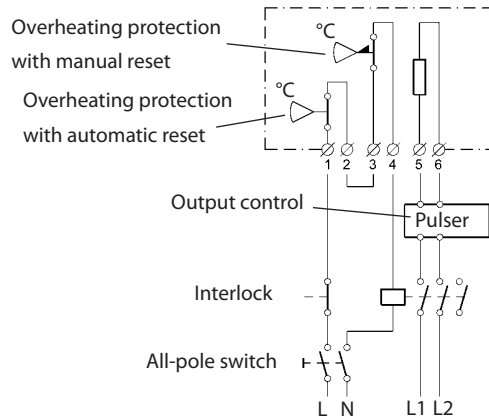 Overheating protection
with manual reset
°C
Overheating protection
with automatic reset
°C
1 2 3 4 5 6
Output control
Pulser
Interlock
All-pole switch
L N L1 L2